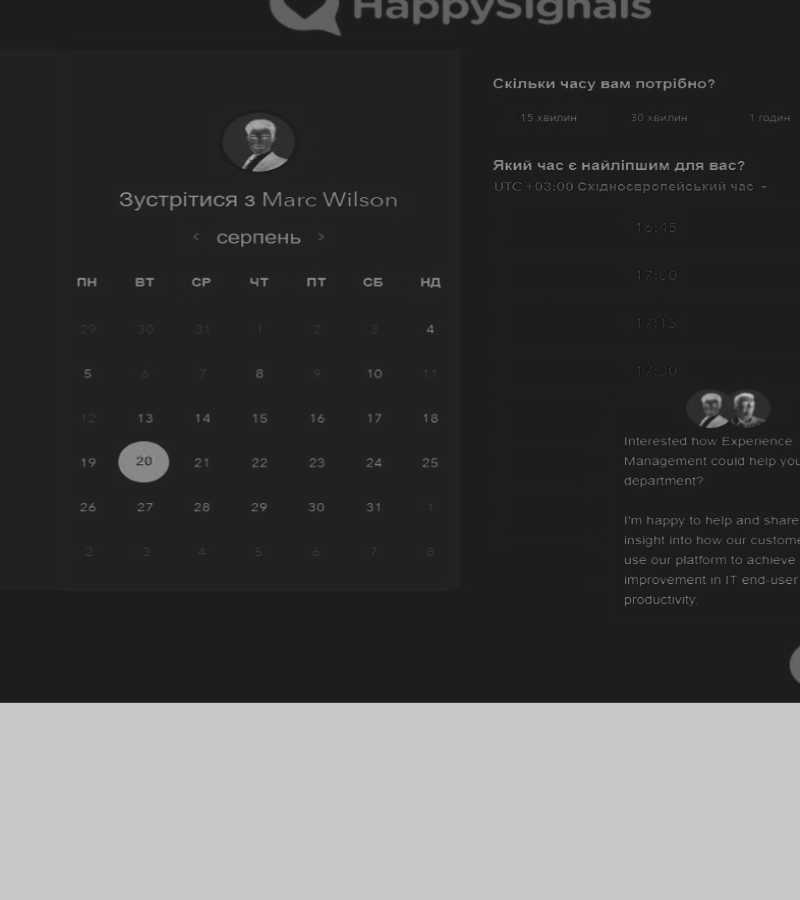 HappySignals
Зустрітися з Marc Wilson
серпень
ПН ВТ СР ЧТ ПТ СБ НД
29 30 31 1 2 3 4
5 6 7 8 9 10 11
12 13 14 15 16 17 18
19 20 21 22 23 24 25
26 27 28 29 30 31 1
2 3 4 5 6 7 8
Скільки часу вам потрібно?
15 хвилин 30 хвилин 1 годин
Який час є найліпшим для вас?
UTC +03:00 Східноєвропейський час
16:45
17:00
17:15
17:30
Interested how Experience
Management could help you
department?
I'm happy to help and share
insight into how our custome
use our platform to achieve
improvement in IT end-user
productivity.